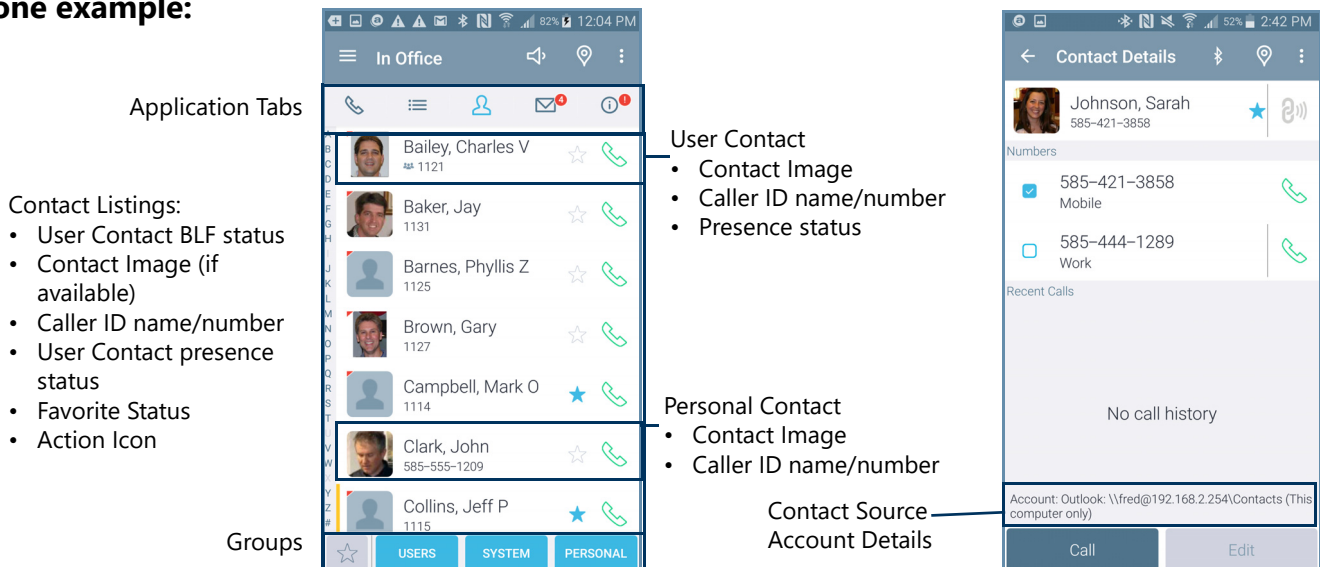 one example:
82% 12:04 PM
In Office
4
!
Application Tabs
A
B
C
D
E
F
G
H
I
J
K
L
M
N
O
P
Q
R
S
T
V
W
Y
Z
#
Bailey, Charles V
1121
Baker, Jay
1131
Barnes, Phyllis Z
1125
Brown, Gary
1127
Campbell, Mark O
1114
Clark, John
585-555-1209
Collins, Jeff P
1115
Groups
USERS
SYSTEM
PERSONAL
Contact Listings:
• User Contact BLF status
• Contact Image (if
available)
• Caller ID name/number
• User Contact presence
status
• Favorite Status
• Action Icon
User Contact
• Contact Image
• Caller ID name/number
• Presence status
Personal Contact
• Contact Image
• Caller ID name/number
Contact Source
Account Details
52% 2:42 PM
Contact Details
Johnson, Sarah
585-421-3858
Numbers
585-421-3858
Mobile
585-444-1289
Work
Recent Calls
No call history
Account: Outlook: \\fred@192.168.2.254\Contacts (This
computer only)
Call
Edit